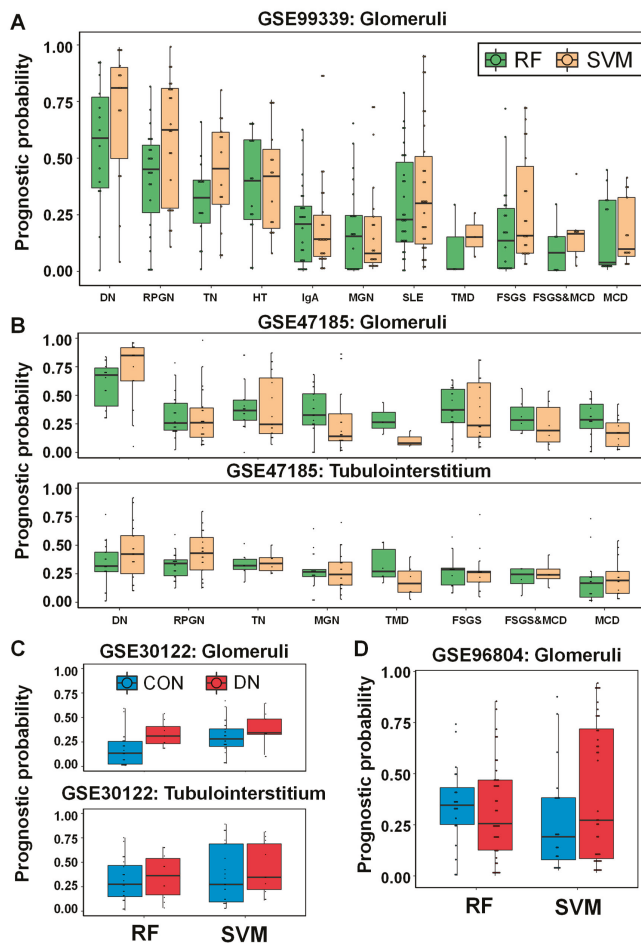 A
GSE99339: Glomeruli
RF SVM
Prognostic probability
1.00
0.75
0.50
0.25
0.00
DN RPGN TN HT IgA MGN SLE TMD FSGS FSGS&MCD MCD
B
GSE47185: Glomeruli
Prognostic probability
1.00
0.75
0.50
0.25
0.00
GSE47185: Tubulointerstitium
1.00
0.75
0.50
0.25
0.00
DN RPGN TN MGN TMD FSGS FSGS&MCD MCD
C
GSE30122: Glomeruli
CON DN
Prognostic probability
1.00
0.75
0.50
0.25
0.00
GSE30122: Tubulointerstitium
1.00
0.75
0.50
0.25
0.00
RF SVM
D
GSE96804: Glomeruli
Prognostic probability
1.00
0.75
0.50
0.25
0.00
RF SVM